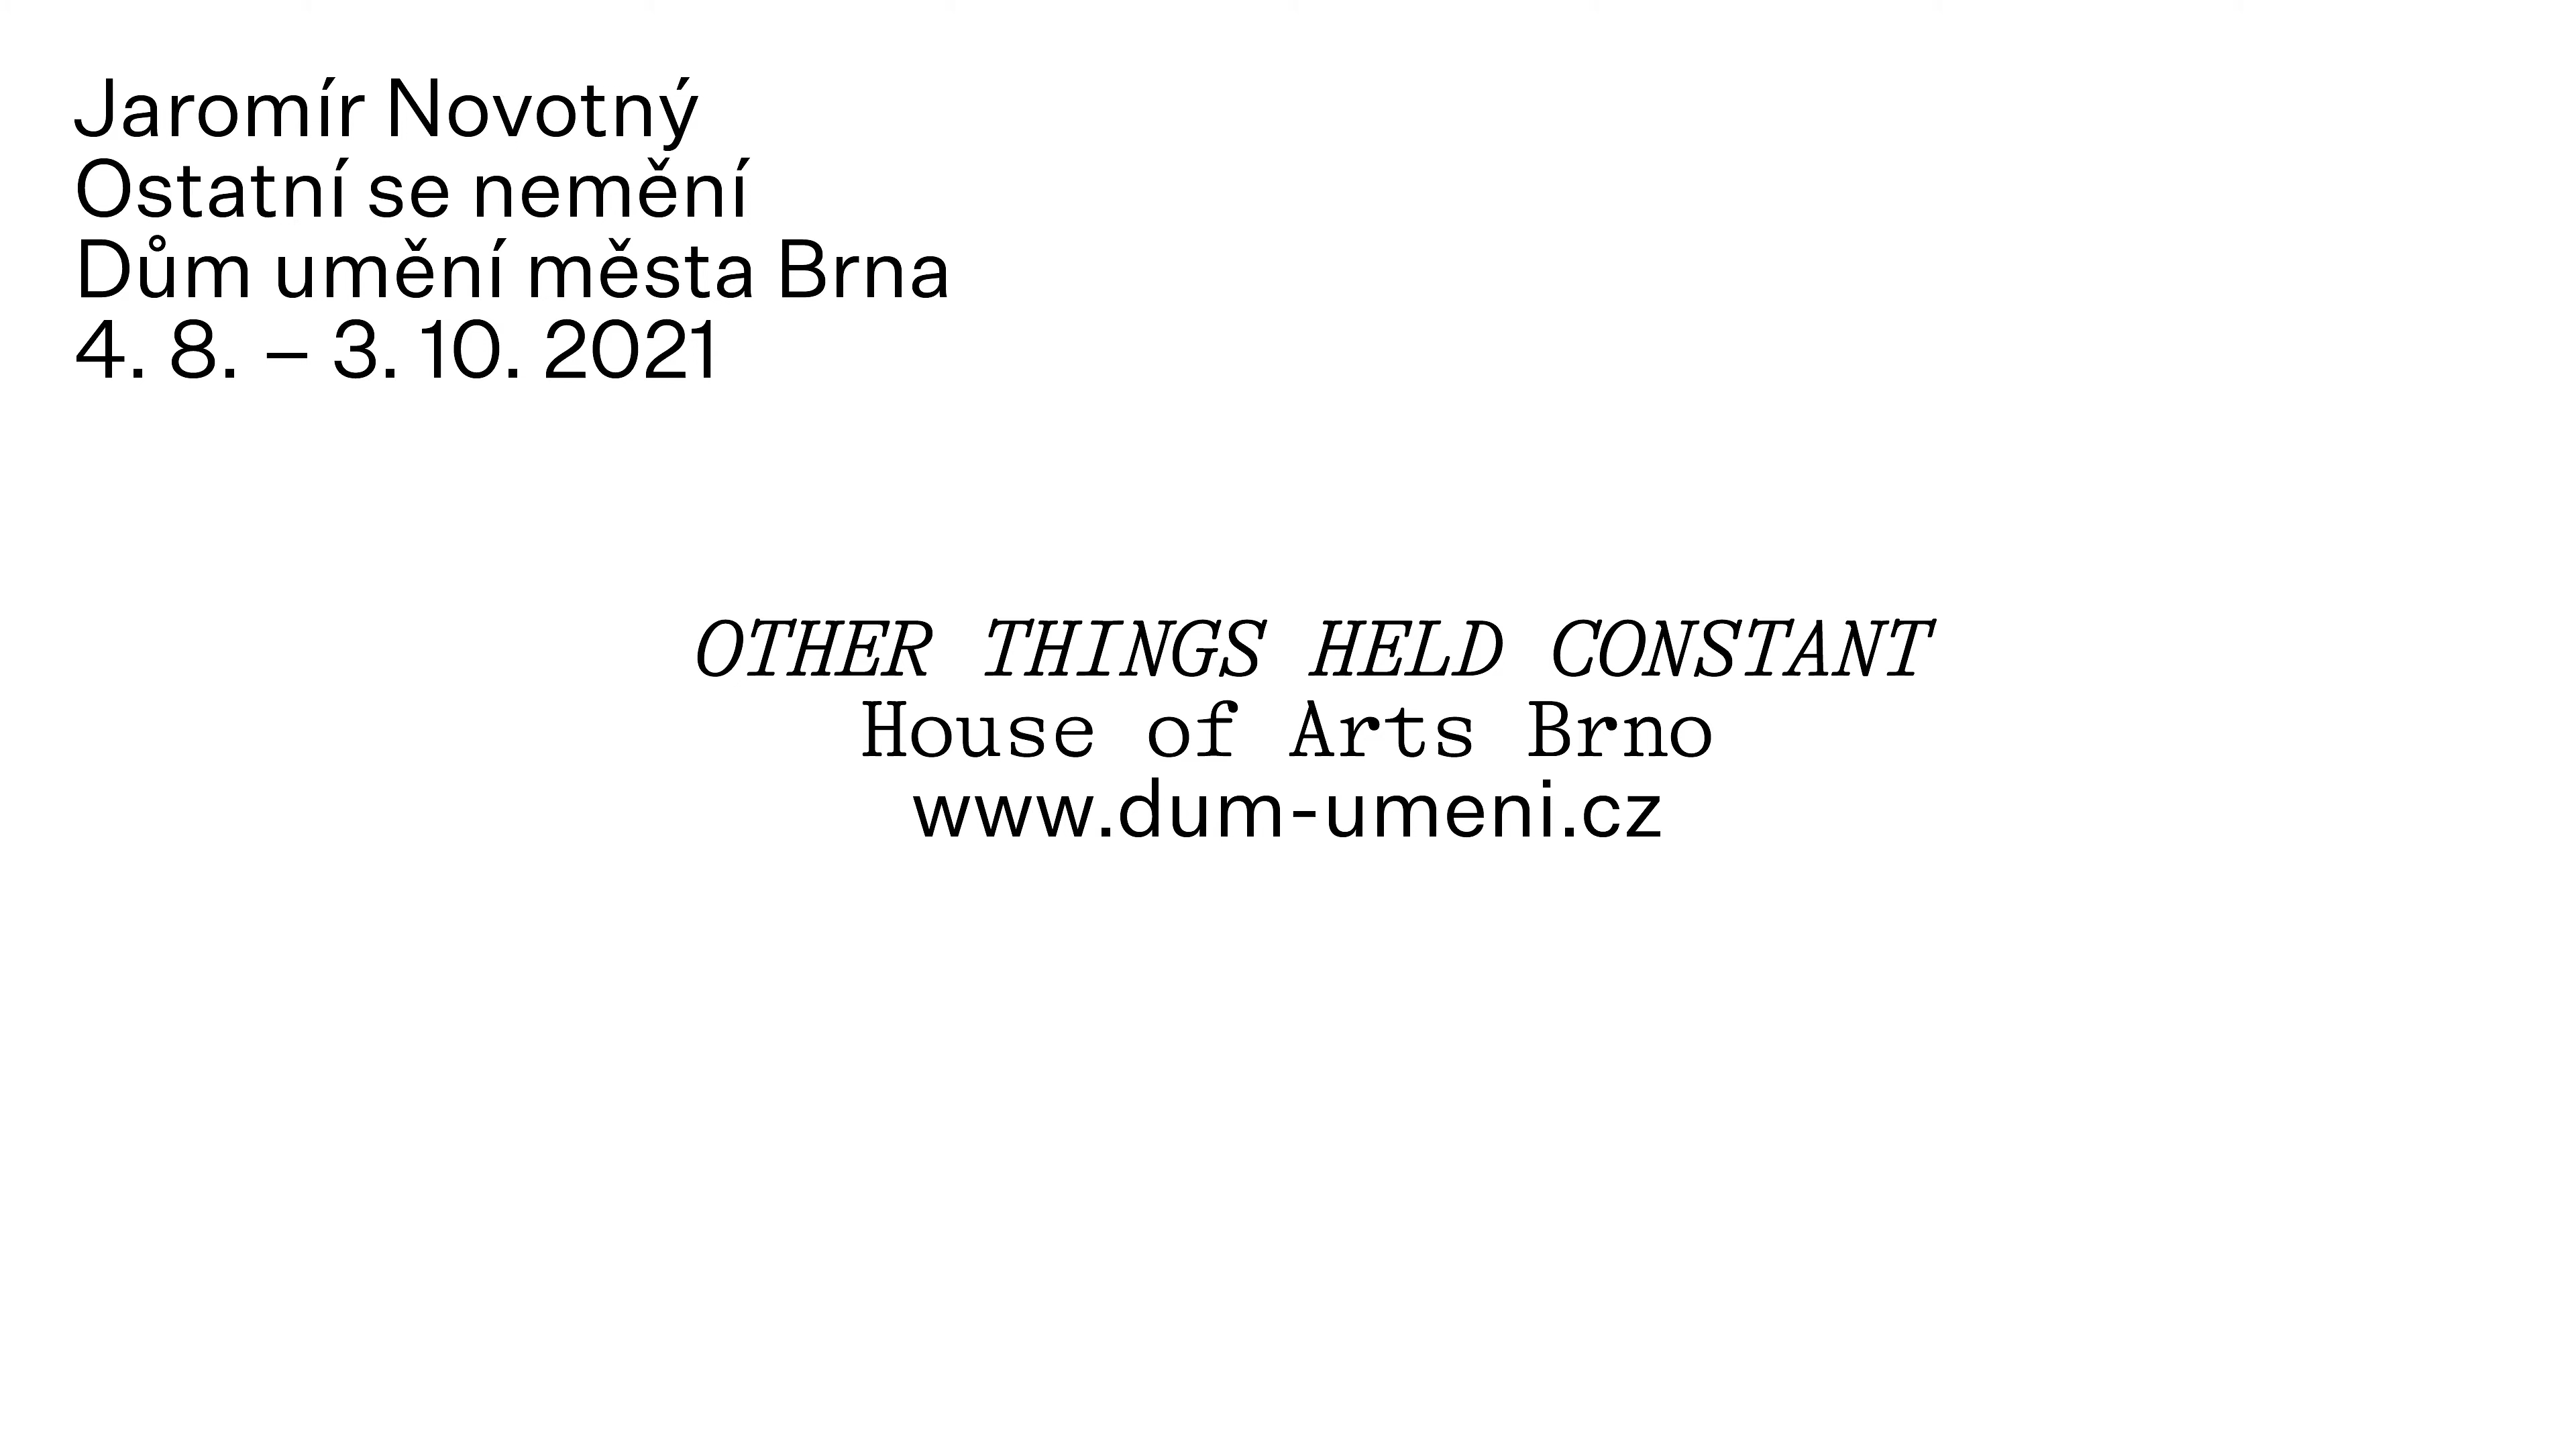 Jaromír Novotný
Ostatní se nemění
Dům umění města Brna
4. 8. – 3. 10. 2021
OTHER THINGS HELD CONSTANT
House of Arts Brno
www.dum-umeni.cz